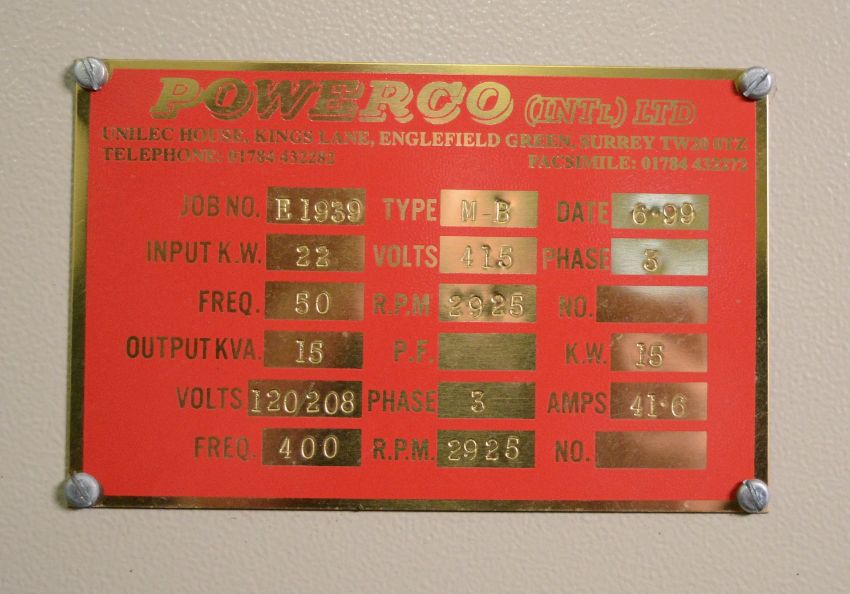 POWERCO (INTL) LTD
UNILEC HOUSE, KINGS LANE, ENGLEFIELD GREEN, SURREY TW20 0TZ
TELEPHONE: 01784 432282 FACSIMILE: 01784 432272
JOB NO. E1939 TYPE M-B DATE 6·99
INPUT K.W. 22 VOLTS 415 PHASE 3
FREQ. 50 R.P.M 2925 NO.
OUTPUT KVA. 15 P.F. K.W. 15
VOLTS 120/208 PHASE 3 AMPS 41·6
FREQ. 400 R.P.M. 2925 NO.